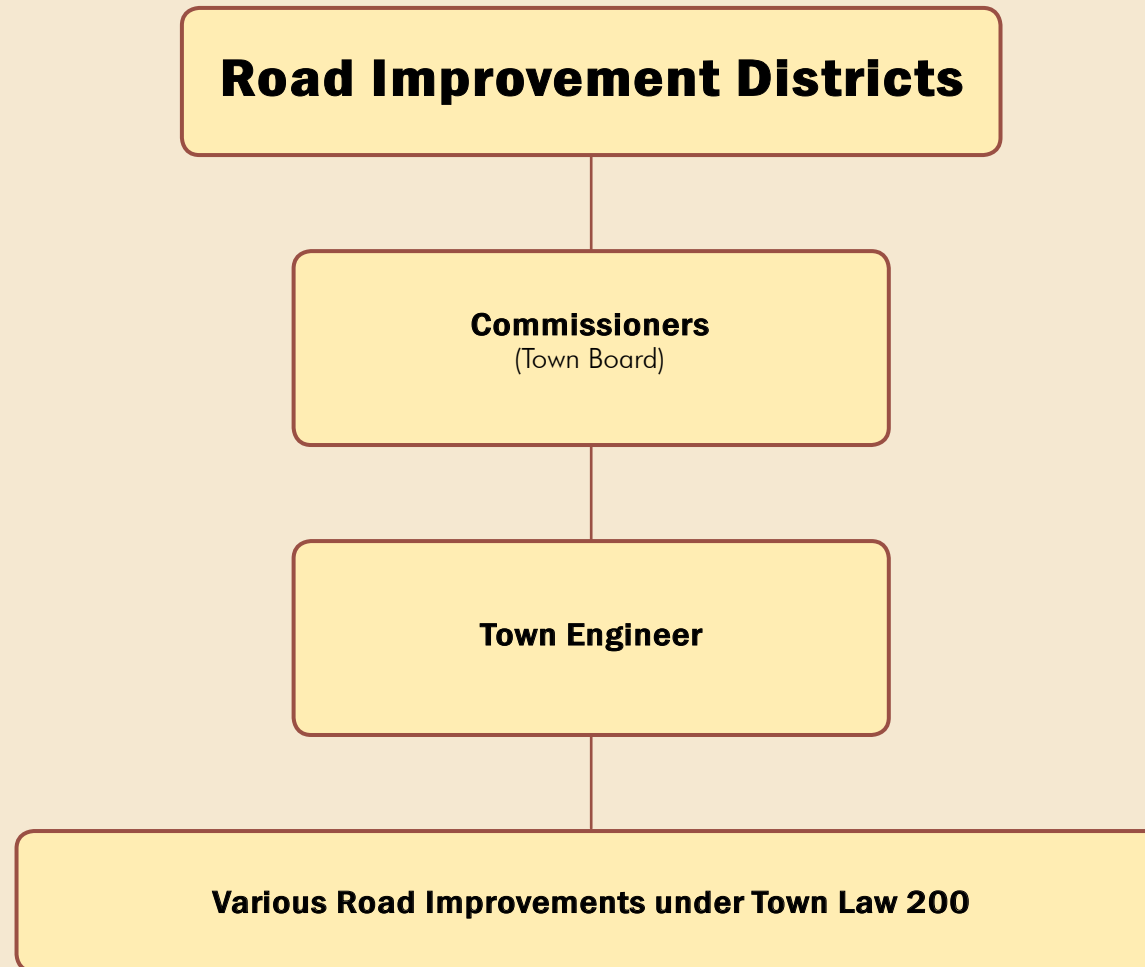 Road Improvement Districts
Commissioners
(Town Board)
Town Engineer
Various Road Improvements under Town Law 200